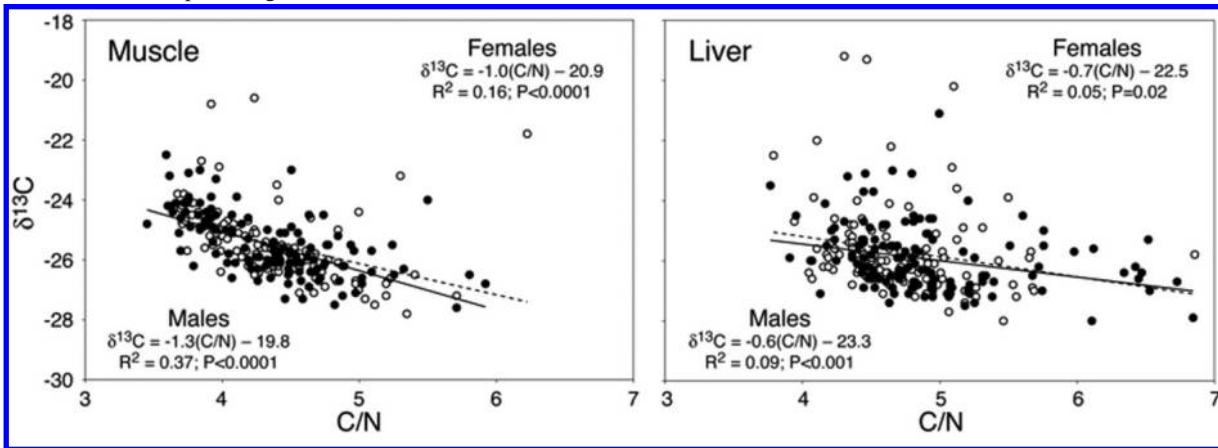 -18
-20
-22
-24
-26
-28
-30
δ¹³C
Muscle
Females
δ¹³C = -1.0(C/N) – 20.9
R² = 0.16; P<0.0001
Males
δ¹³C = -1.3(C/N) – 19.8
R² = 0.37; P<0.0001
3 4 5 6 7
C/N
Liver
Females
δ¹³C = -0.7(C/N) – 22.5
R² = 0.05; P=0.02
Males
δ¹³C = -0.6(C/N) – 23.3
R² = 0.09; P<0.001
3 4 5 6 7
C/N